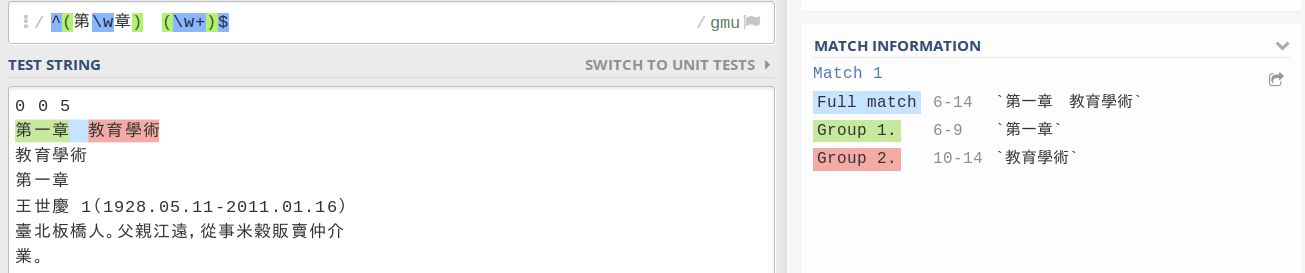 / ^(第\w章)　(\w+)$ / gmu
TEST STRING
SWITCH TO UNIT TESTS
0 0 5
第一章　教育學術
教育學術
第一章
王世慶 1(1928.05.11-2011.01.16)
臺北板橋人。父親江遠,從事米穀販賣仲介
業。
MATCH INFORMATION
Match 1
Full match 6-14 `第一章　教育學術`
Group 1. 6-9 `第一章`
Group 2. 10-14 `教育學術`